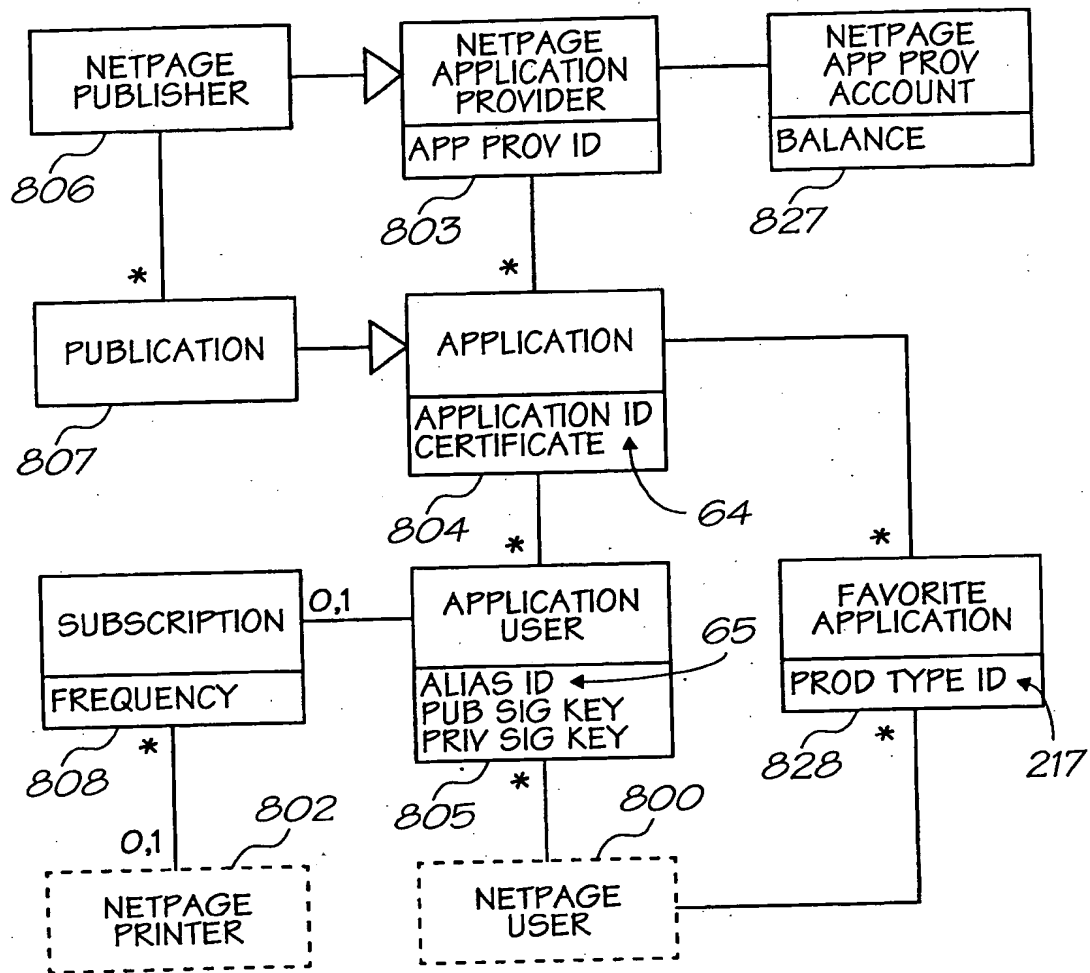 NETPAGE
PUBLISHER
NETPAGE
APPLICATION
PROVIDER
APP PROV ID
NETPAGE
APP PROV
ACCOUNT
BALANCE
806
803
827
*
*
PUBLICATION
APPLICATION
APPLICATION ID
CERTIFICATE
807
804
64
*
*
SUBSCRIPTION
FREQUENCY
0,1
APPLICATION
USER
ALIAS ID
PUB SIG KEY
PRIV SIG KEY
65
FAVORITE
APPLICATION
PROD TYPE ID
808
*
805
*
828
*
217
802
800
0,1
NETPAGE
PRINTER
NETPAGE
USER